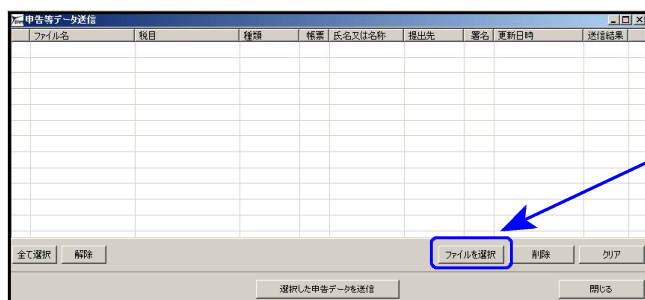 申告等データ送信
ファイル名 税目 種類 帳票 氏名又は名称 提出先 署名 更新日時 送信結果
全て選択 解除 ファイルを選択 削除 クリア
選択した申告データを送信 閉じる